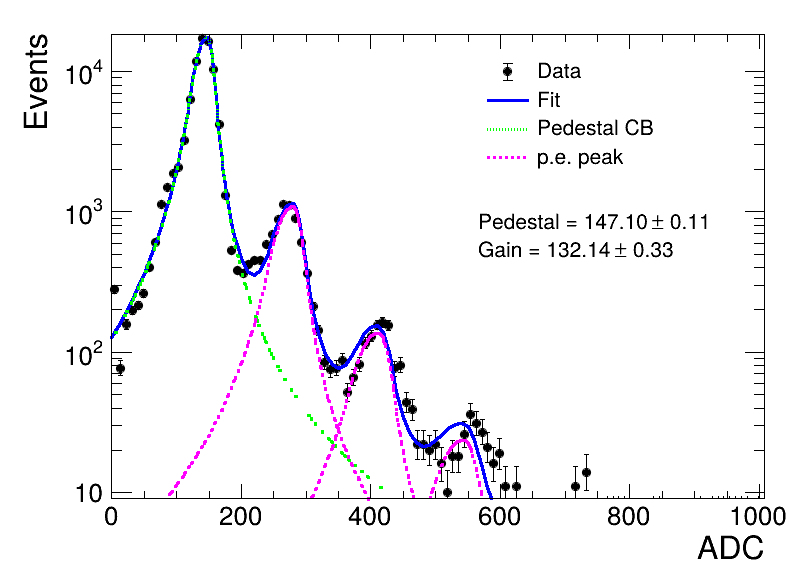 Events
10⁴
10³
10²
10
Data
Fit
Pedestal CB
p.e. peak
Pedestal = 147.10 ± 0.11
Gain = 132.14 ± 0.33
0 200 400 600 800 1000
ADC